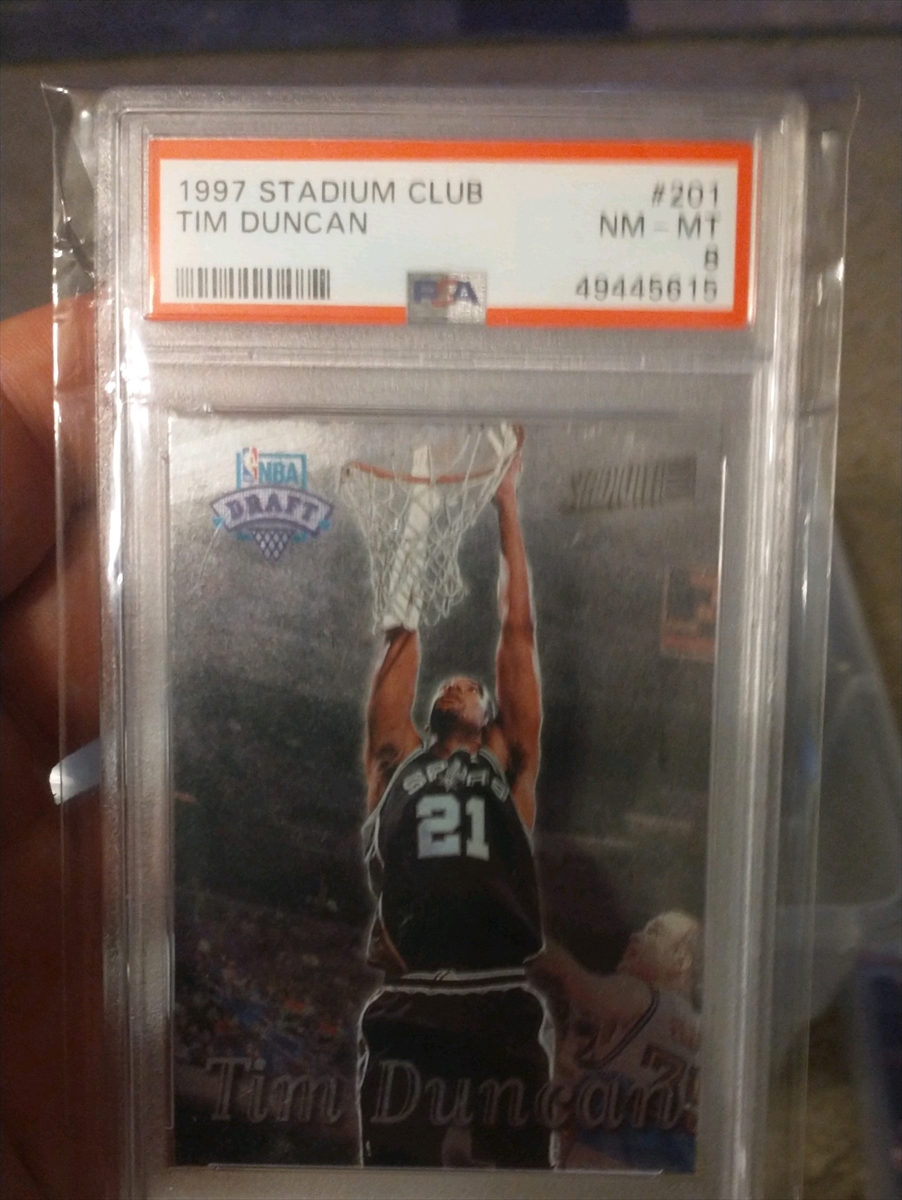 1997 STADIUM CLUB #201
TIM DUNCAN NM - MT
8
PSA 49445615
NBA
DRAFT
SPURS
21
Tim Duncan